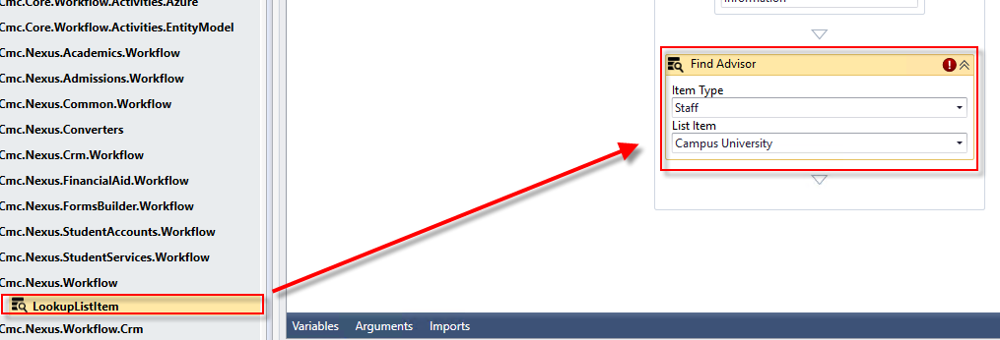 Cmc.Core.Workflow.Activities.Azure
Cmc.Core.Workflow.Activities.EntityModel
Cmc.Nexus.Academics.Workflow
Cmc.Nexus.Admissions.Workflow
Cmc.Nexus.Common.Workflow
Cmc.Nexus.Converters
Cmc.Nexus.Crm.Workflow
Cmc.Nexus.FinancialAid.Workflow
Cmc.Nexus.FormsBuilder.Workflow
Cmc.Nexus.StudentAccounts.Workflow
Cmc.Nexus.StudentServices.Workflow
Cmc.Nexus.Workflow
LookupListItem
Cmc.Nexus.Workflow.Crm
Information
Find Advisor
Item Type
Staff
List Item
Campus University
Variables Arguments Imports